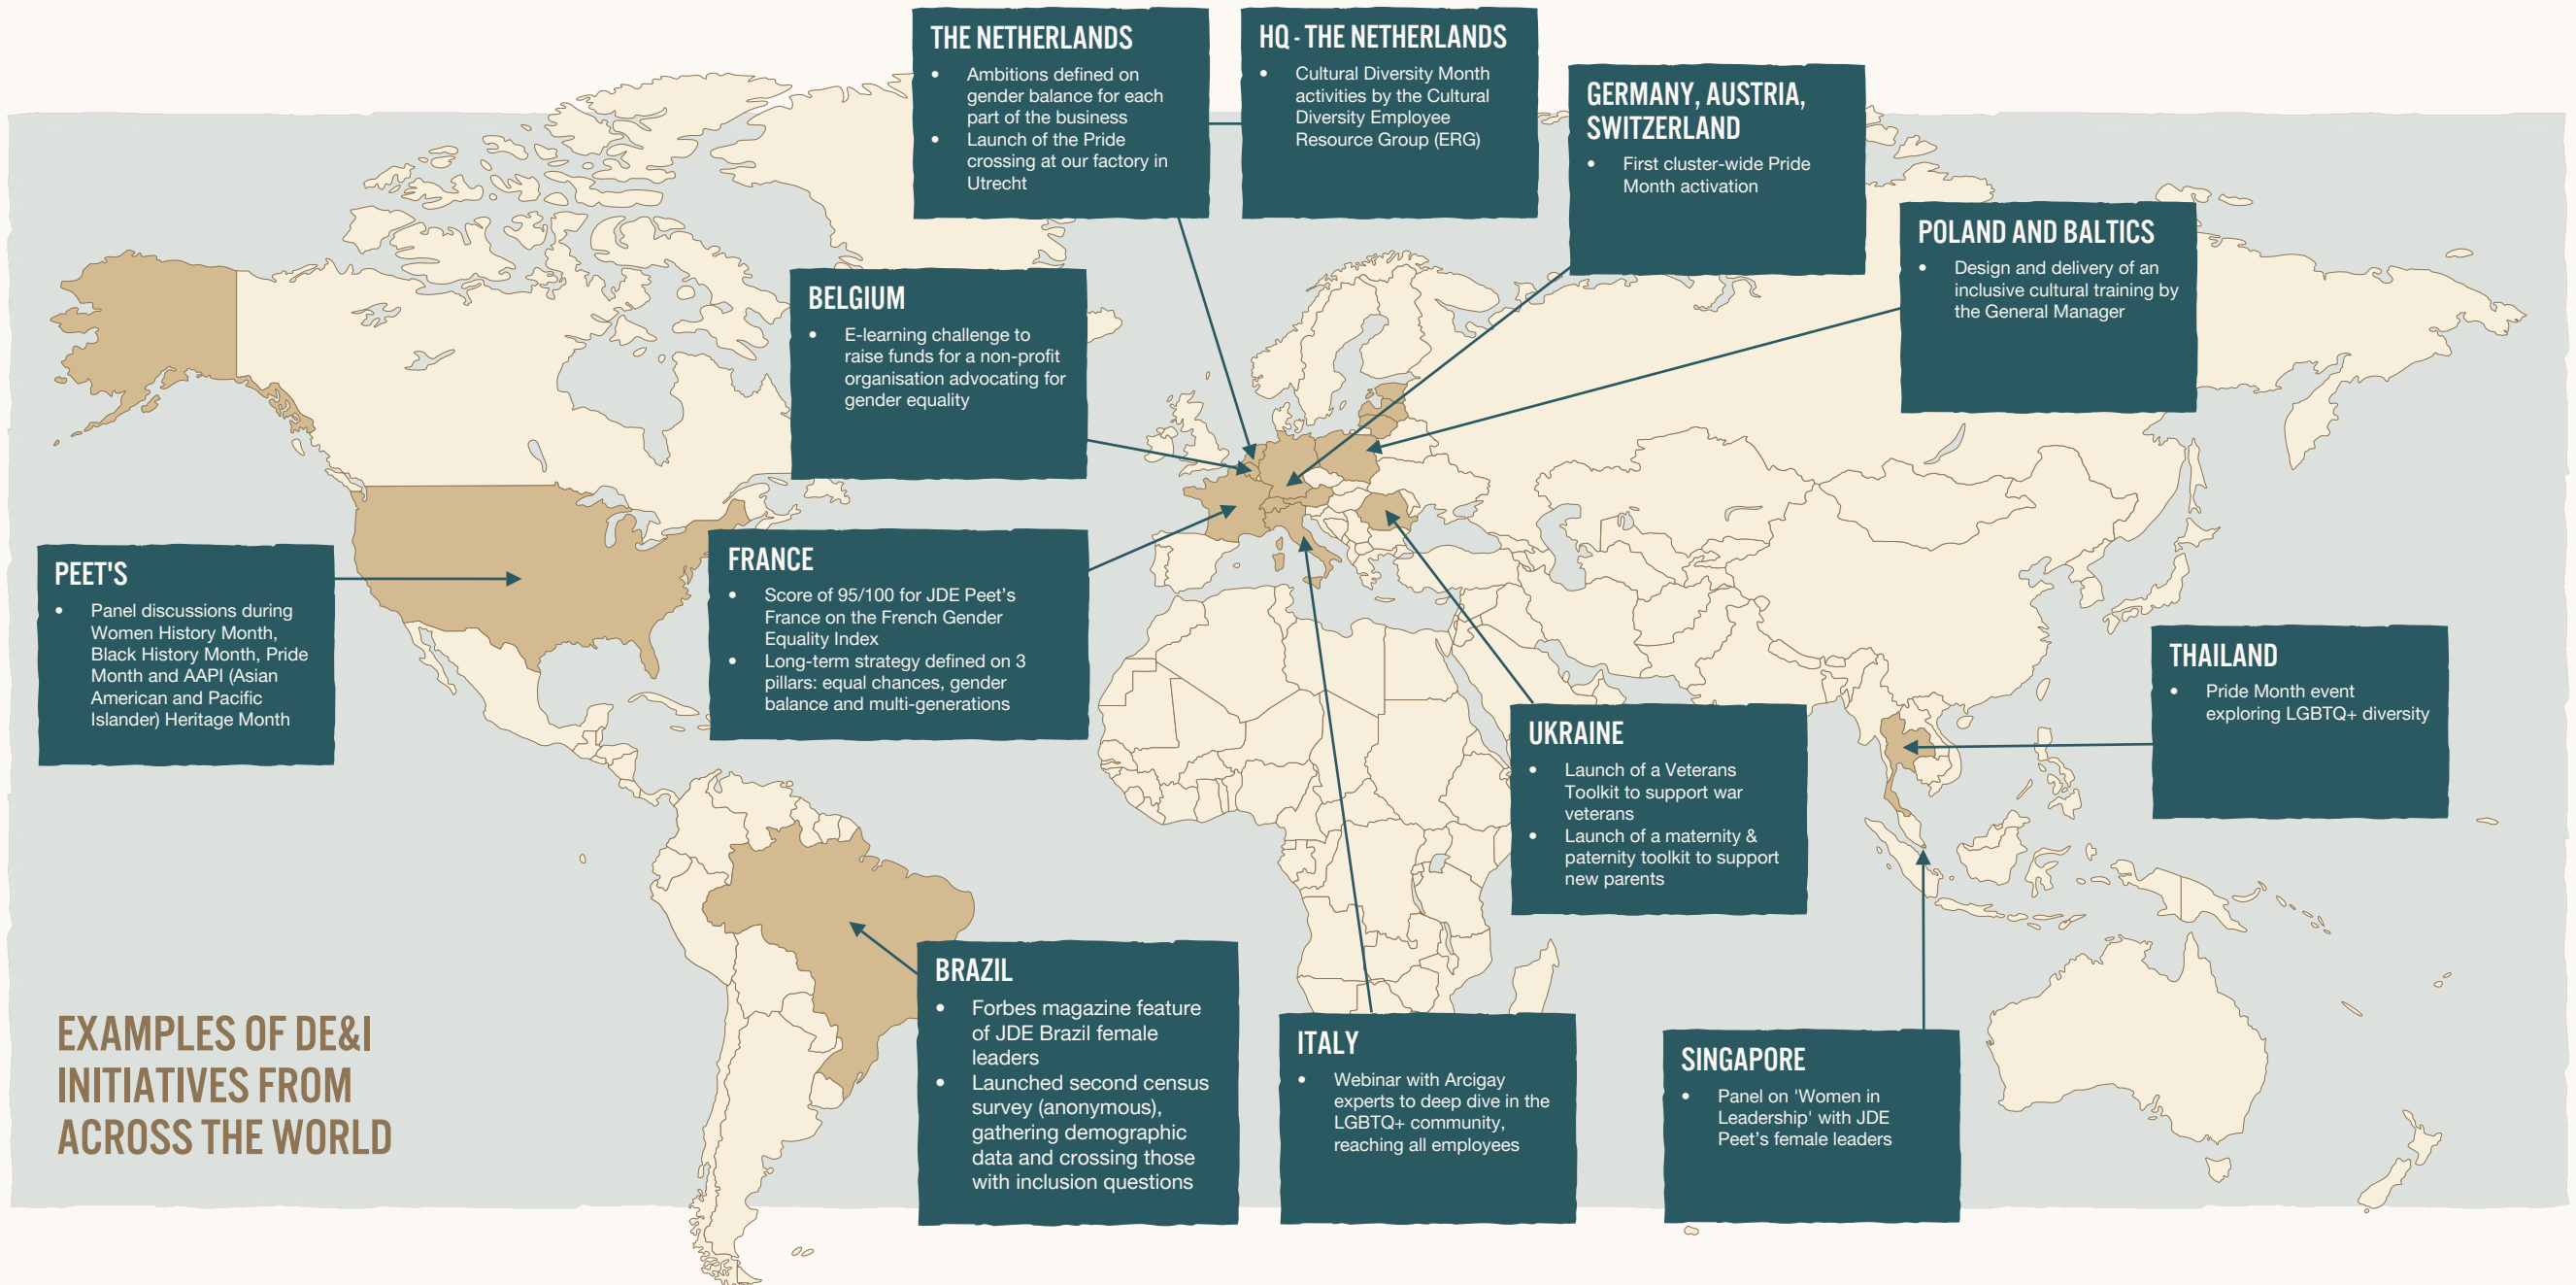 THE NETHERLANDS
• Ambitions defined on
gender balance for each
part of the business
• Launch of the Pride
crossing at our factory in
Utrecht
HQ - THE NETHERLANDS
• Cultural Diversity Month
activities by the Cultural
Diversity Employee
Resource Group (ERG)
GERMANY, AUSTRIA,
SWITZERLAND
• First cluster-wide Pride
Month activation
POLAND AND BALTICS
• Design and delivery of an
inclusive cultural training by
the General Manager
BELGIUM
• E-learning challenge to
raise funds for a non-profit
organisation advocating for
gender equality
PEET'S
• Panel discussions during
Women History Month,
Black History Month, Pride
Month and AAPI (Asian
American and Pacific
Islander) Heritage Month
FRANCE
• Score of 95/100 for JDE Peet’s
France on the French Gender
Equality Index
• Long-term strategy defined on 3
pillars: equal chances, gender
balance and multi-generations
THAILAND
• Pride Month event
exploring LGBTQ+ diversity
UKRAINE
• Launch of a Veterans
Toolkit to support war
veterans
• Launch of a maternity &
paternity toolkit to support
new parents
BRAZIL
• Forbes magazine feature
of JDE Brazil female
leaders
• Launched second census
survey (anonymous),
gathering demographic
data and crossing those
with inclusion questions
ITALY
• Webinar with Arcigay
experts to deep dive in the
LGBTQ+ community,
reaching all employees
SINGAPORE
• Panel on 'Women in
Leadership' with JDE
Peet’s female leaders
EXAMPLES OF DE&I
INITIATIVES FROM
ACROSS THE WORLD